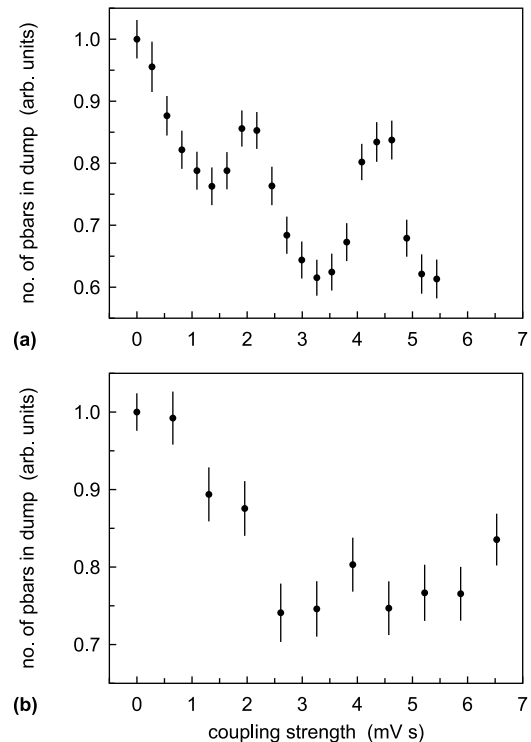 no. of pbars in dump (arb. units)
1.0
0.9
0.8
0.7
0.6
(a)
0 1 2 3 4 5 6 7
no. of pbars in dump (arb. units)
1.0
0.9
0.8
0.7
(b)
0 1 2 3 4 5 6 7
coupling strength (mV s)